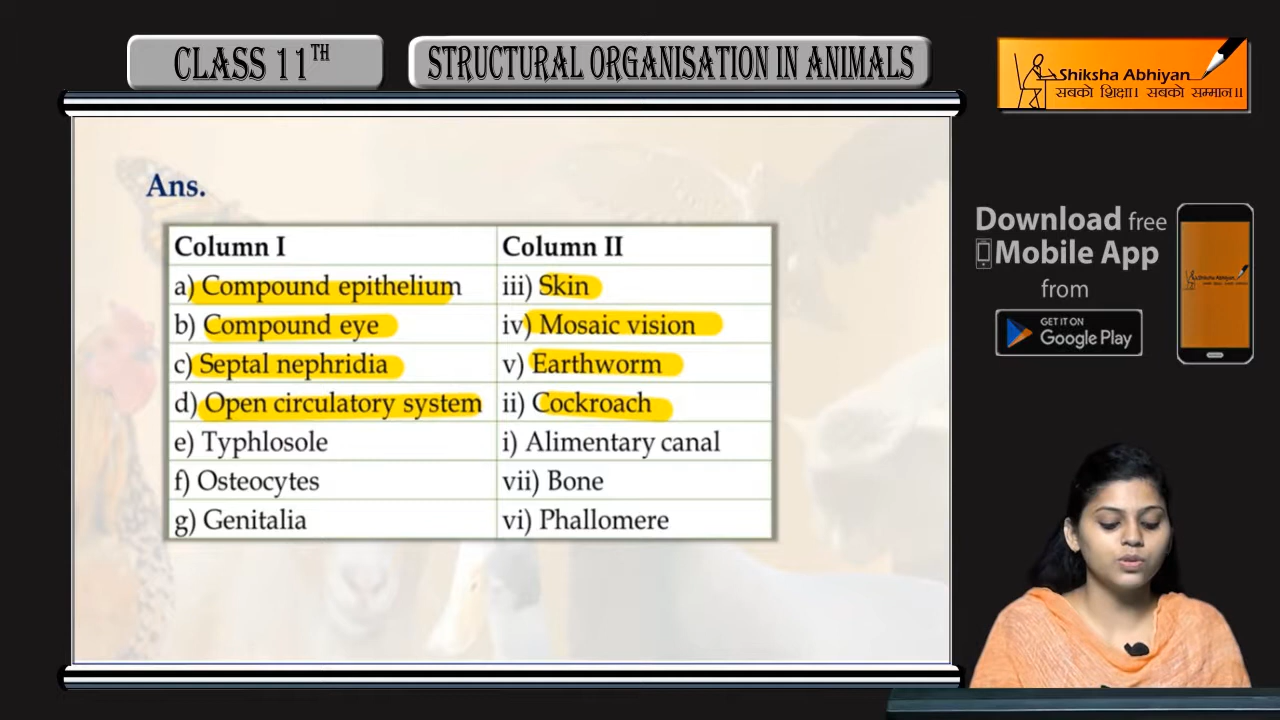 CLASS 11TH
STRUCTURAL ORGANISATION IN ANIMALS
Shiksha Abhiyan
सबको शिक्षा। सबको सम्मान।।
Ans.
Column I Column II
a) Compound epithelium iii) Skin
b) Compound eye iv) Mosaic vision
c) Septal nephridia v) Earthworm
d) Open circulatory system ii) Cockroach
e) Typhlosole i) Alimentary canal
f) Osteocytes vii) Bone
g) Genitalia vi) Phallomere
Download free
Mobile App
from
GET IT ON
Google Play